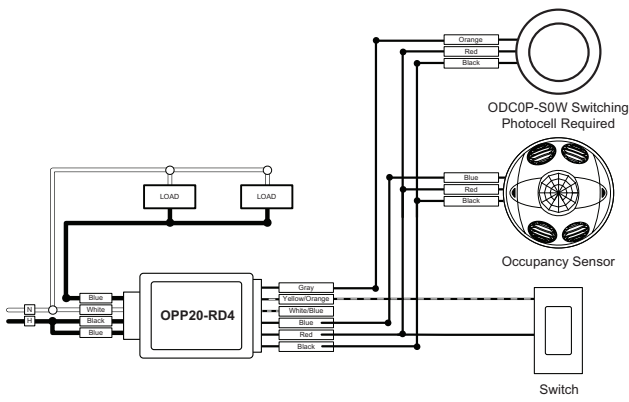 Orange
Red
Black
ODC0P-S0W Switching
Photocell Required
Blue
Red
Black
Occupancy Sensor
LOAD
LOAD
N
H
Blue
White
Black
Blue
OPP20-RD4
Gray
Yellow/Orange
White/Blue
Blue
Red
Black
Switch